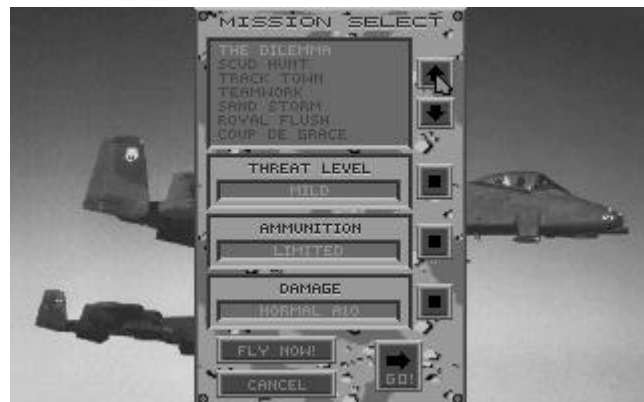 MISSION SELECT
THE DILEMMA
SCUD HUNT
TRACK TOWN
TEAMWORK
SAND STORM
ROYAL FLUSH
COUP DE GRACE
THREAT LEVEL
MILD
AMMUNITION
LIMITED
DAMAGE
NORMAL A10
FLY NOW!
GO!
CANCEL